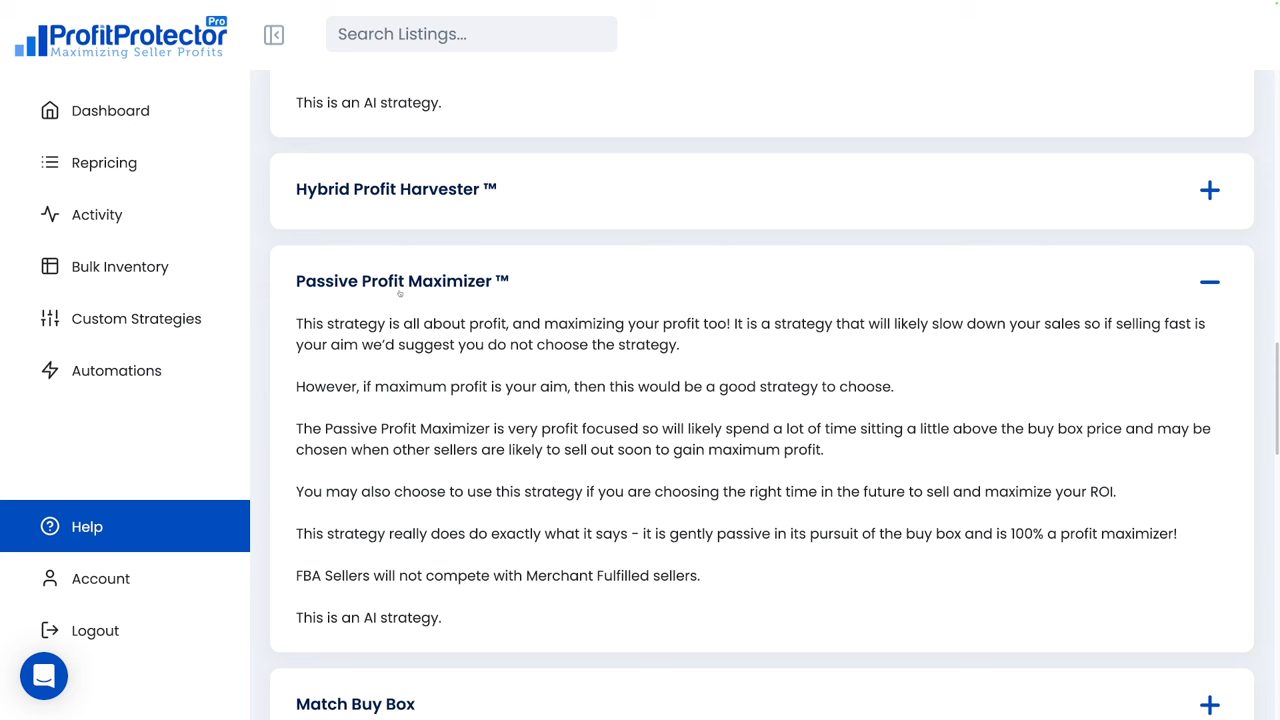 ProfitProtector Pro
Maximizing Seller Profits
Search Listings...
Dashboard
Repricing
Activity
Bulk Inventory
Custom Strategies
Automations
Help
Account
Logout
This is an AI strategy.
Hybrid Profit Harvester ™
Passive Profit Maximizer ™
This strategy is all about profit, and maximizing your profit too! It is a strategy that will likely slow down your sales so if selling fast is
your aim we’d suggest you do not choose the strategy.
However, if maximum profit is your aim, then this would be a good strategy to choose.
The Passive Profit Maximizer is very profit focused so will likely spend a lot of time sitting a little above the buy box price and may be
chosen when other sellers are likely to sell out soon to gain maximum profit.
You may also choose to use this strategy if you are choosing the right time in the future to sell and maximize your ROI.
This strategy really does do exactly what it says - it is gently passive in its pursuit of the buy box and is 100% a profit maximizer!
FBA Sellers will not compete with Merchant Fulfilled sellers.
This is an AI strategy.
Match Buy Box